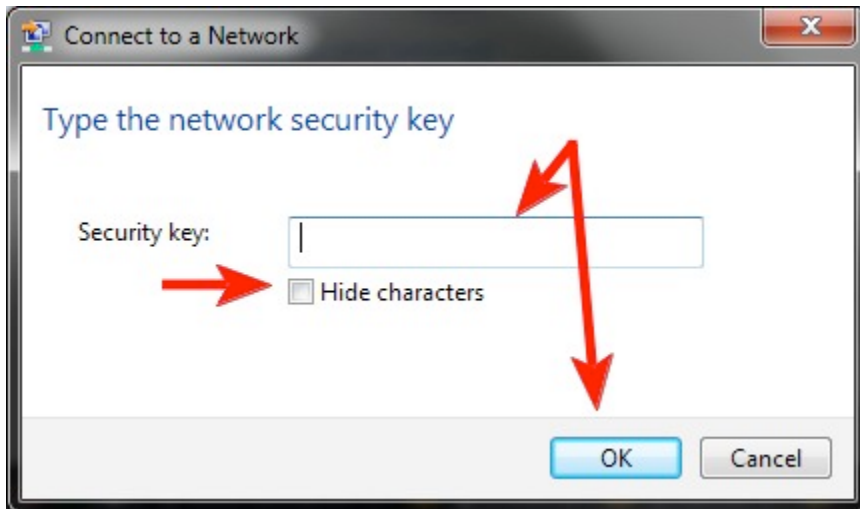 Connect to a Network
X
Type the network security key
Security key:
Hide characters
OK
Cancel